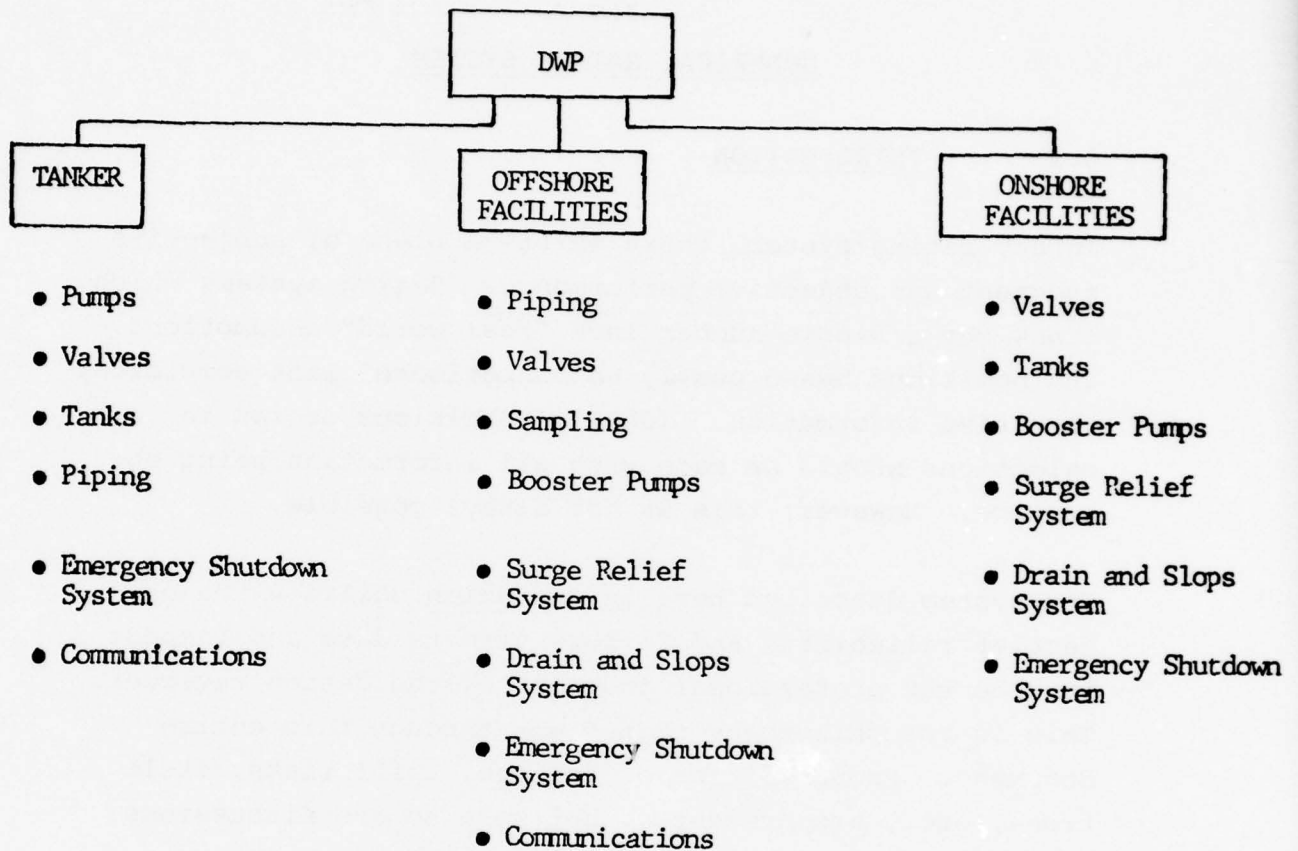 DWP
TANKER
• Pumps
• Valves
• Tanks
• Piping
• Emergency Shutdown
System
• Communications
OFFSHORE
FACILITIES
• Piping
• Valves
• Sampling
• Booster Pumps
• Surge Relief
System
• Drain and Slops
System
• Emergency Shutdown
System
• Communications
ONSHORE
FACILITIES
• Valves
• Tanks
• Booster Pumps
• Surge Relief
System
• Drain and Slops
System
• Emergency Shutdown
System